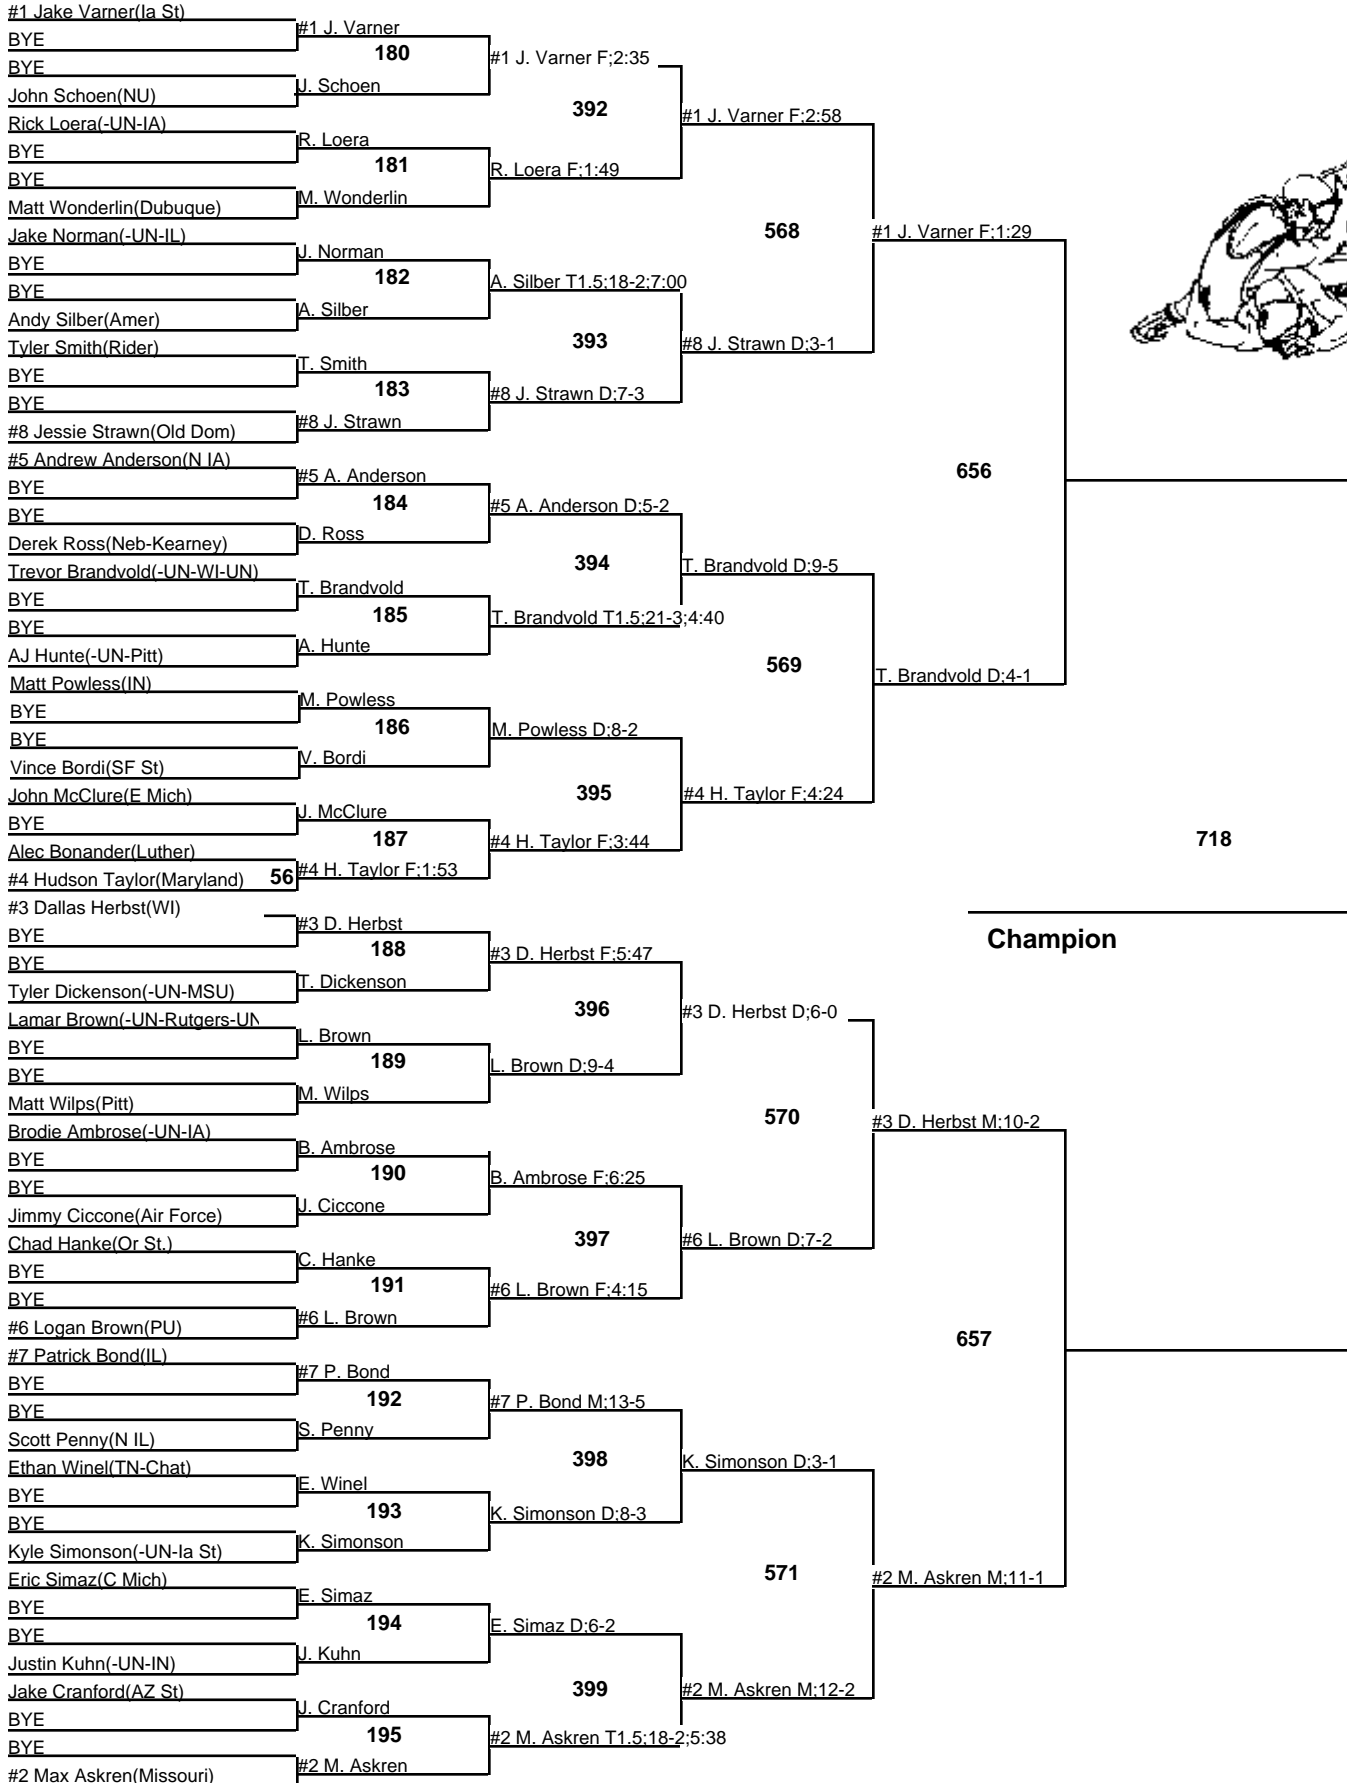 #1 Jake Varner(Ia St)
BYE
BYE
John Schoen(NU)
Rick Loera(-UN-IA)
BYE
BYE
Matt Wonderlin(Dubuque)
Jake Norman(-UN-IL)
BYE
BYE
Andy Silber(Amer)
Tyler Smith(Rider)
BYE
BYE
#8 Jessie Strawn(Old Dom)
#5 Andrew Anderson(N IA)
BYE
BYE
Derek Ross(Neb-Kearney)
Trevor Brandvold(-UN-WI-UN)
BYE
BYE
AJ Hunte(-UN-Pitt)
Matt Powless(IN)
BYE
BYE
Vince Bordi(SF St)
John McClure(E Mich)
BYE
Alec Bonander(Luther)
#4 Hudson Taylor(Maryland)
56
#3 Dallas Herbst(WI)
BYE
BYE
Tyler Dickenson(-UN-MSU)
Lamar Brown(-UN-Rutgers-UN
BYE
BYE
Matt Wilps(Pitt)
Brodie Ambrose(-UN-IA)
BYE
BYE
Jimmy Ciccone(Air Force)
Chad Hanke(Or St.)
BYE
BYE
#6 Logan Brown(PU)
#7 Patrick Bond(IL)
BYE
BYE
Scott Penny(N IL)
Ethan Winel(TN-Chat)
BYE
BYE
Kyle Simonson(-UN-Ia St)
Eric Simaz(C Mich)
BYE
BYE
Justin Kuhn(-UN-IN)
Jake Cranford(AZ St)
BYE
BYE
#2 Max Askren(Missouri)
#1 J. Varner
180
J. Schoen
R. Loera
181
M. Wonderlin
J. Norman
182
A. Silber
T. Smith
183
#8 J. Strawn
#5 A. Anderson
184
D. Ross
T. Brandvold
185
A. Hunte
M. Powless
186
V. Bordi
J. McClure
187
#4 H. Taylor F;1:53
#3 D. Herbst
188
T. Dickenson
L. Brown
189
M. Wilps
B. Ambrose
190
J. Ciccone
C. Hanke
191
#6 L. Brown
#7 P. Bond
192
S. Penny
E. Winel
193
K. Simonson
E. Simaz
194
J. Kuhn
J. Cranford
195
#2 M. Askren
#1 J. Varner F;2:35
392
R. Loera F;1:49
A. Silber T1.5;18-2;7:00
393
#8 J. Strawn D;7-3
#5 A. Anderson D;5-2
394
T. Brandvold T1.5;21-3;4:40
M. Powless D;8-2
395
#4 H. Taylor F;3:44
#3 D. Herbst F;5:47
396
L. Brown D;9-4
B. Ambrose F;6:25
397
#6 L. Brown F;4:15
#7 P. Bond M;13-5
398
K. Simonson D;8-3
E. Simaz D;6-2
399
#2 M. Askren T1.5;18-2;5:38
#1 J. Varner F;2:58
568
#8 J. Strawn D;3-1
T. Brandvold D;9-5
569
#4 H. Taylor F;4:24
#3 D. Herbst D;6-0
570
#6 L. Brown D;7-2
K. Simonson D;3-1
571
#2 M. Askren M;12-2
#1 J. Varner F;1:29
656
T. Brandvold D;4-1
#3 D. Herbst M;10-2
657
#2 M. Askren M;11-1
718
Champion